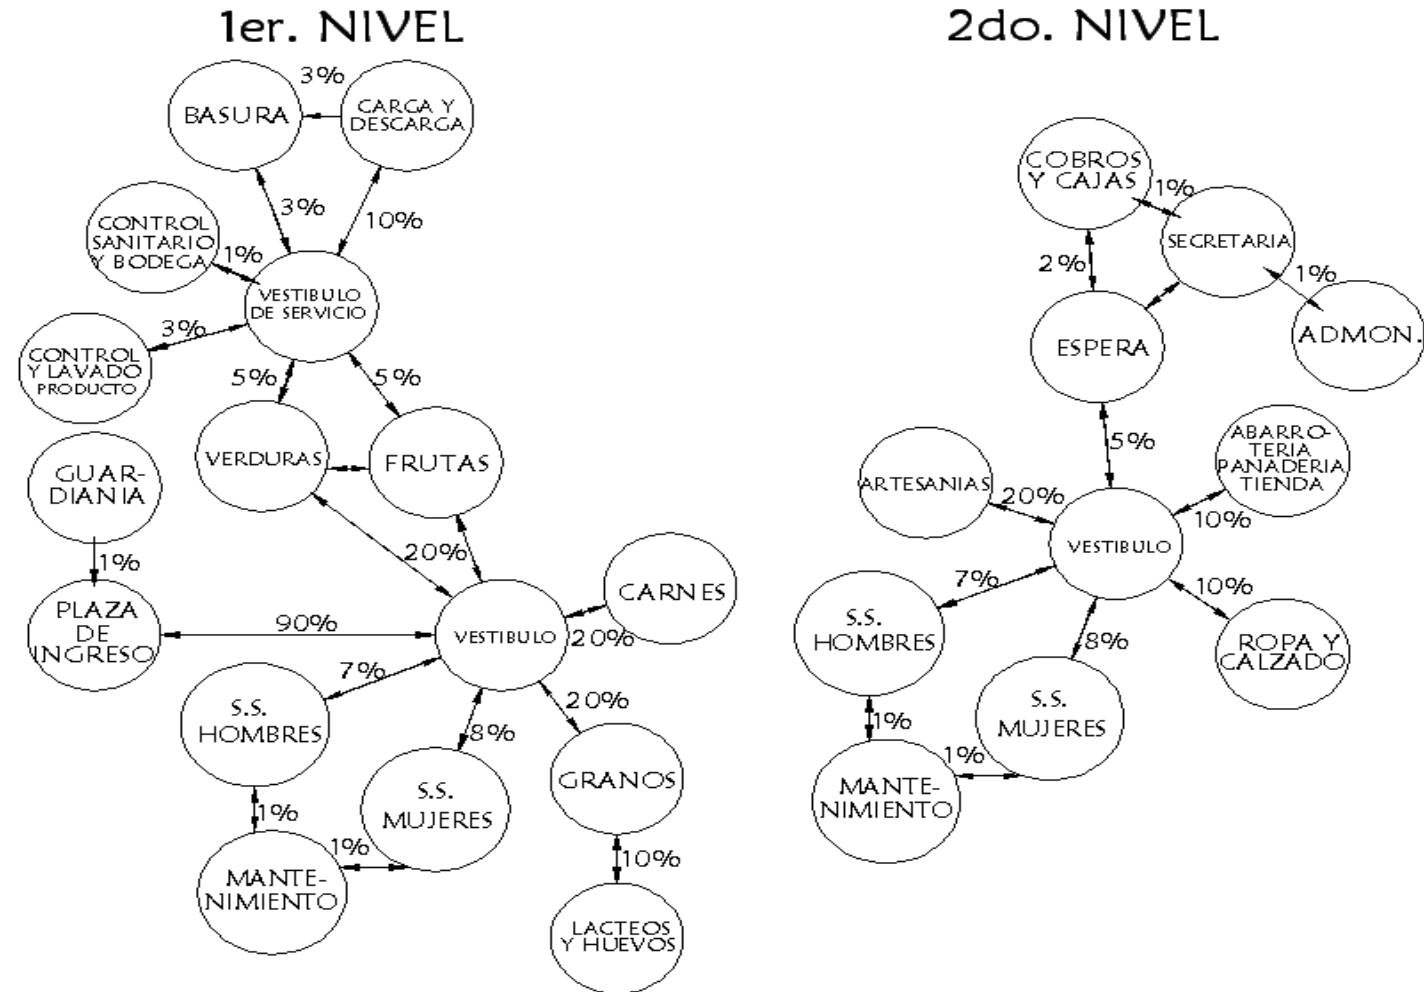 1er. NIVEL
BASURA
3%
CARGA Y
DESCARGA
3%
10%
CONTROL
SANITARIO
Y BODEGA
1%
VESTIBULO
DE SERVICIO
3%
CONTROL
Y LAVADO
PRODUCTO
5%
5%
VERDURAS
FRUTAS
GUAR-
DIANIA
1%
20%
CARNES
PLAZA
DE
INGRESO
90%
VESTIBULO
20%
7%
S.S.
HOMBRES
8%
20%
GRANOS
S.S.
MUJERES
1%
1%
MANTE-
NIMIENTO
10%
LACTEOS
Y HUEVOS
2do. NIVEL
COBROS
Y CAJAS
1%
SECRETARIA
2%
1%
ESPERA
ADMON.
5%
ABARRO-
TERIA
PANADERIA
TIENDA
ARTESANIAS
20%
10%
VESTIBULO
7%
10%
S.S.
HOMBRES
8%
ROPA Y
CALZADO
S.S.
MUJERES
1%
1%
MANTE-
NIMIENTO